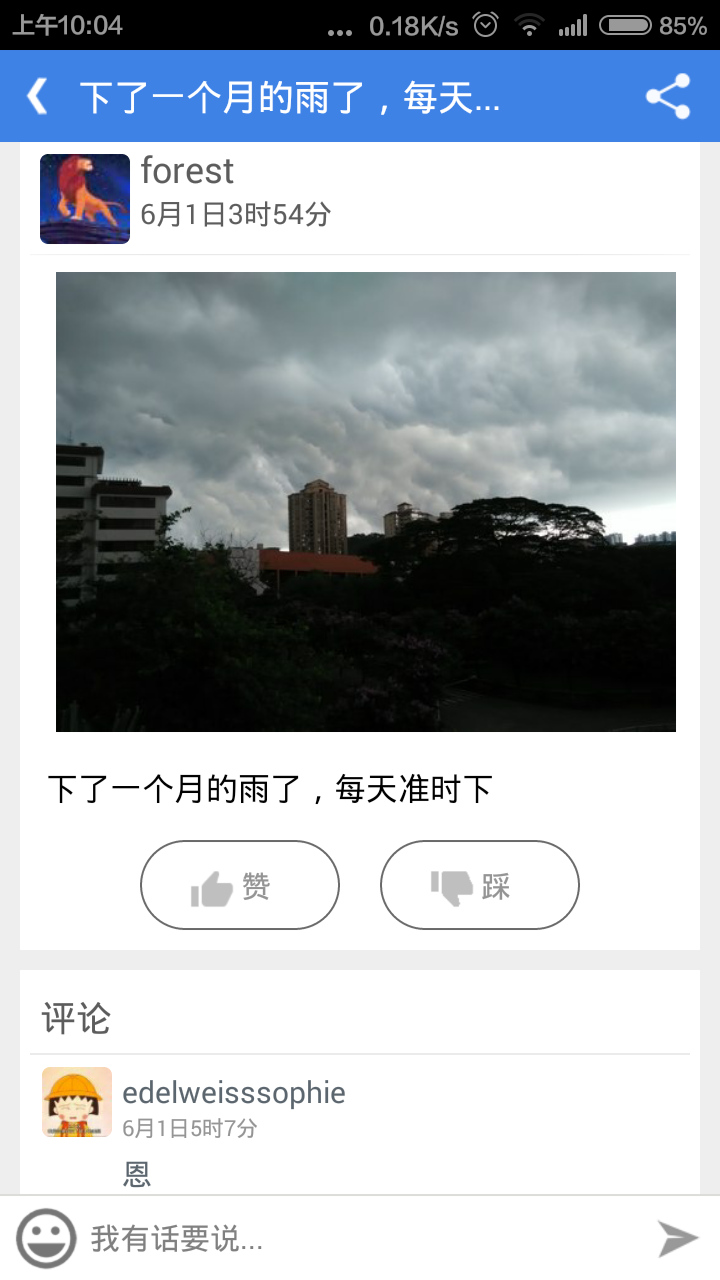 上午10:04
... 0.18K/s 85%
下了一个月的雨了，每天...
forest
6月1日3时54分
下了一个月的雨了，每天准时下
赞
踩
评论
edelweisssophie
6月1日5时7分
恩
我有话要说...